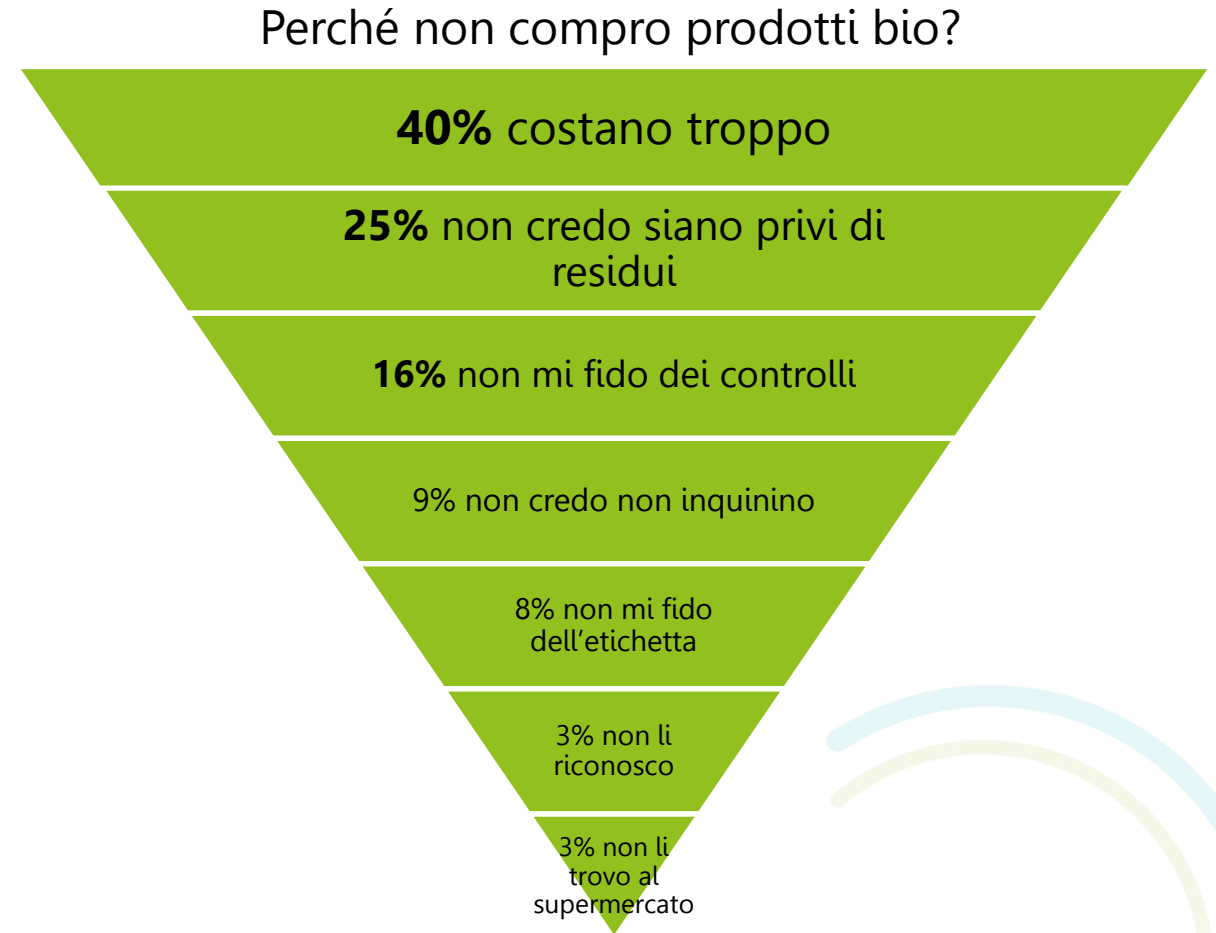 Perché non compro prodotti bio?
40% costano troppo
25% non credo siano privi di
residui
16% non mi fido dei controlli
9% non credo non inquinino
8% non mi fido
dell’etichetta
3% non li
riconosco
3% non li
trovo al
supermercato